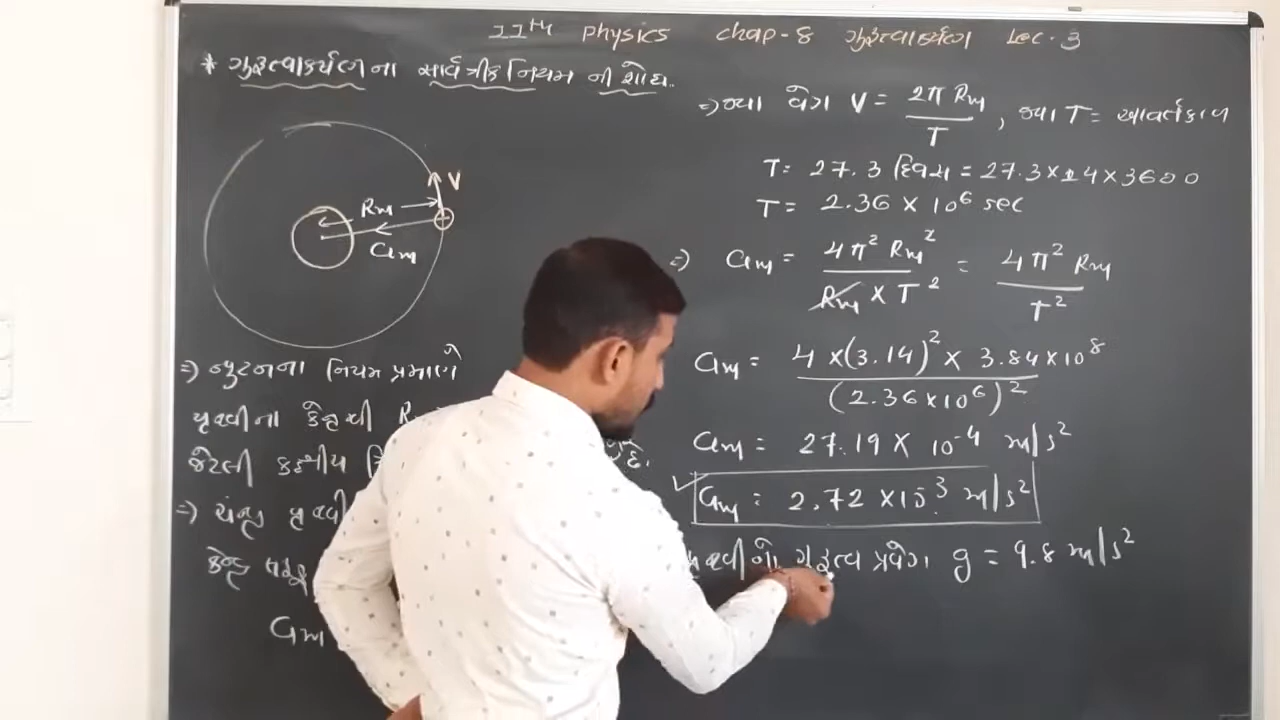 11th Physics chap-8 ગુરુત્વાકર્ષણ Lec. 3
* ગુરુત્વાકર્ષણના સાર્વત્રીક નિયમ ની શોધ.
V
Rm
am
⇒ ન્યુટનના નિયમ પ્રમાણે
પૃથ્વીના કેન્દ્રથી R
જેટલી કક્ષીય
⇒ ચંન્દ્ર પૃથ્વી
કેન્દ્ર તરફ
am
⇒ જ્યા વેગ V = 2π Rm / T , જ્યા T = આવર્તકાળ
T = 27.3 દિવસ = 27.3 × 24 × 3600
T = 2.36 × 10⁶ sec
⇒ am = 4π² Rm² / Rm × T² = 4π² Rm / T²
am = 4 × (3.14)² × 3.84 × 10⁸ / (2.36 × 10⁶)²
am = 27.19 × 10⁻⁴ m/s²
✓ am = 2.72 × 10⁻³ m/s²
ગુરુત્વ પ્રવેગ g = 9.8 m/s²